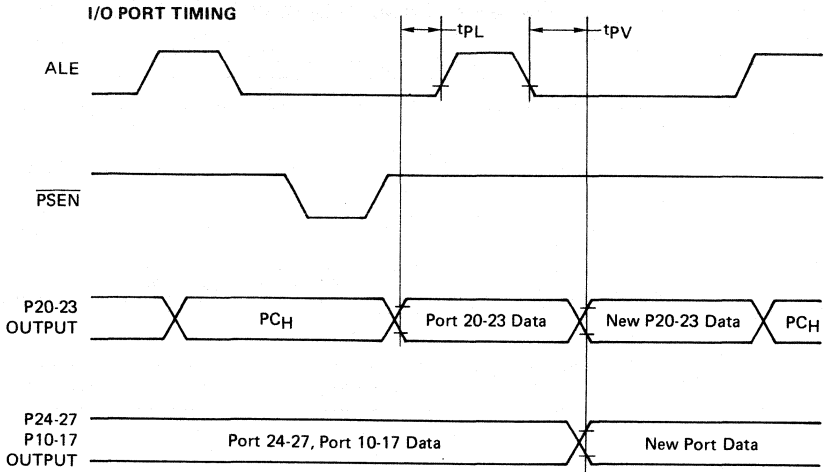 I/O PORT TIMING
tPL
tPV
ALE
PSEN
P20-23
OUTPUT
PCH
Port 20-23 Data
New P20-23 Data
PCH
P24-27
P10-17
OUTPUT
Port 24-27, Port 10-17 Data
New Port Data